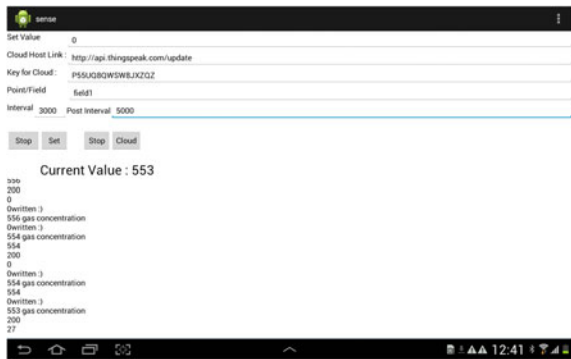 sense
Set Value 0
Cloud Host Link : http://api.thingspeak.com/update
Key for Cloud : P55UQ8QWSW8JXZQZ
Point/Field field1
Interval 3000 Post Interval 5000
Stop Set Stop Cloud
Current Value : 553
556
200
0
0written :)
556 gas concentration
0written :)
554 gas concentration
554
200
0
0written :)
554 gas concentration
554
0written :)
553 gas concentration
200
27
12:41